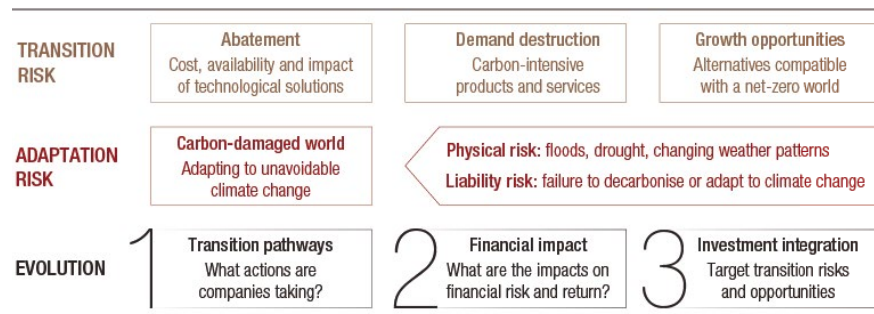 TRANSITION
RISK
Abatement
Cost, availability and impact
of technological solutions
Demand destruction
Carbon-intensive
products and services
Growth opportunities
Alternatives compatible
with a net-zero world
ADAPTATION
RISK
Carbon-damaged world
Adapting to unavoidable
climate change
Physical risk: floods, drought, changing weather patterns
Liability risk: failure to decarbonise or adapt to climate change
EVOLUTION
1
Transition pathways
What actions are
companies taking?
2
Financial impact
What are the impacts on
financial risk and return?
3
Investment integration
Target transition risks
and opportunities